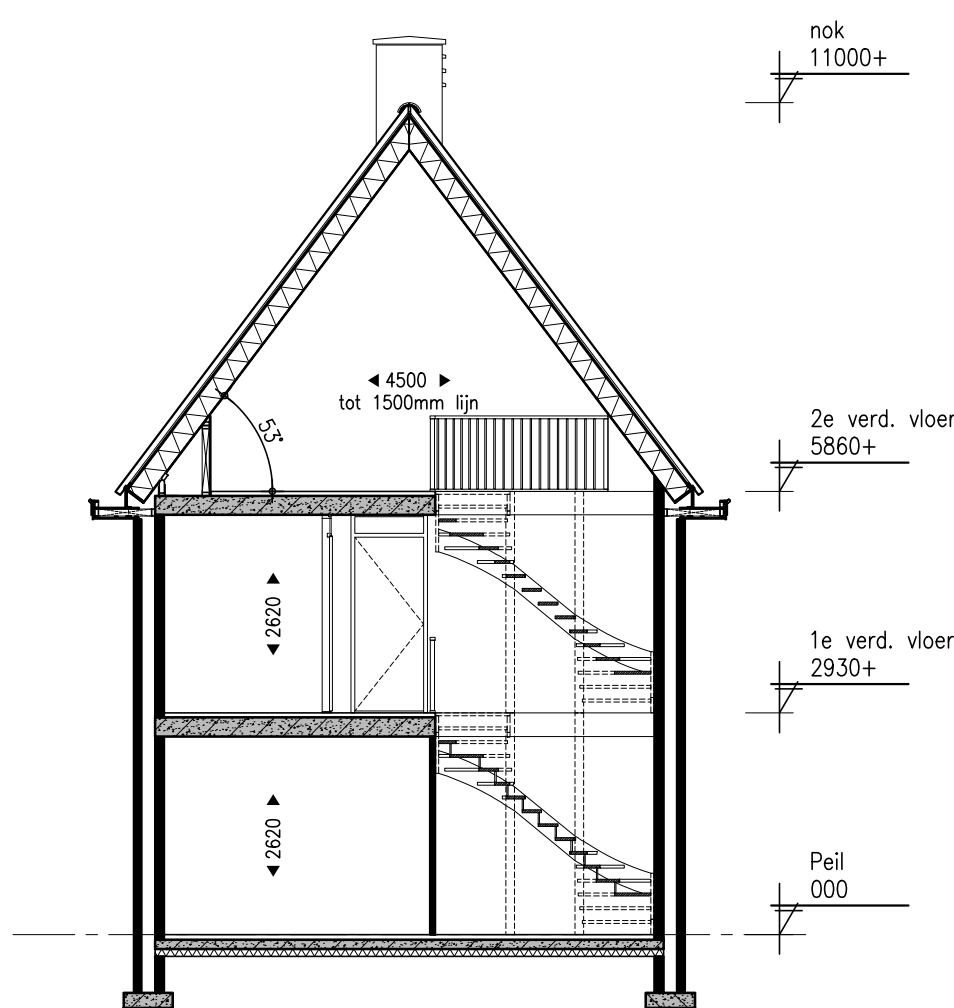 nok
11000+
4500
tot 1500mm lijn
53°
2e verd. vloer
5860+
2620
1e verd. vloer
2930+
2620
Peil
000